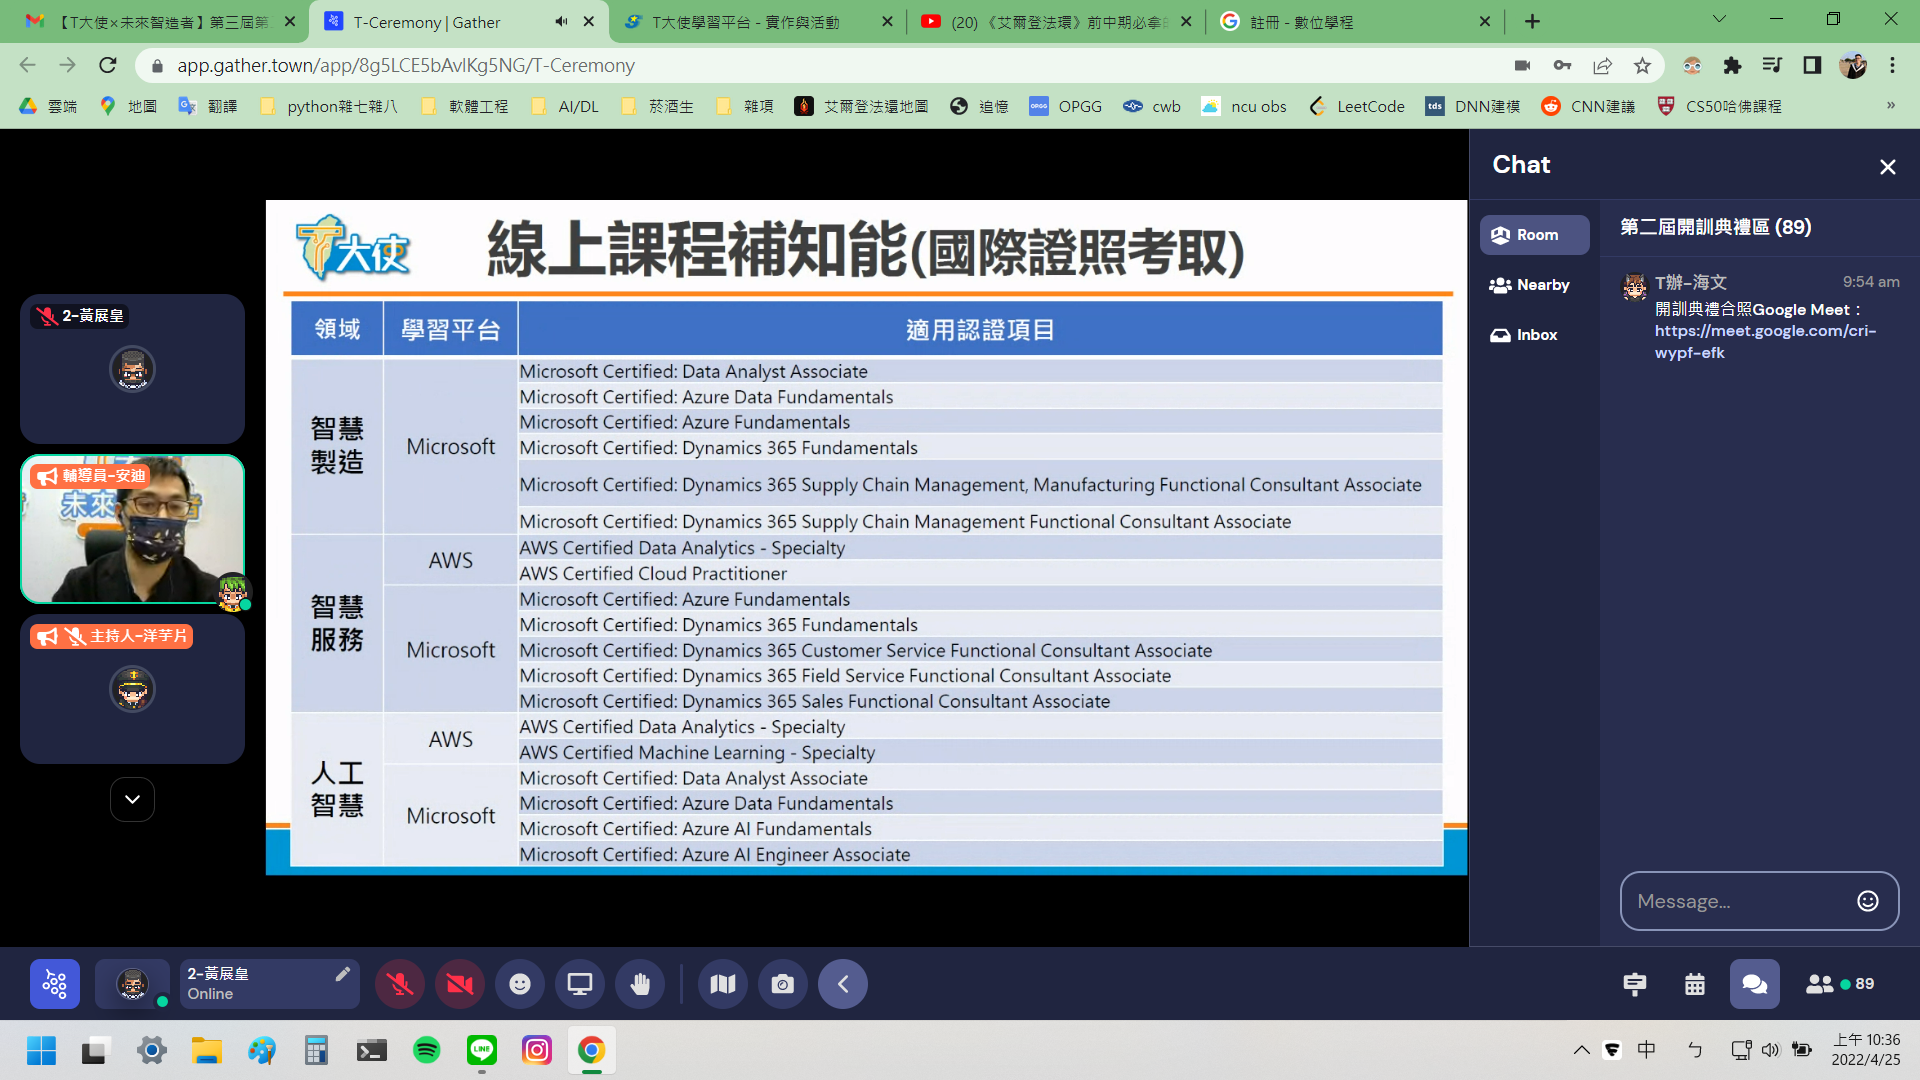 【T大使×未來智造者】第三屆第
T-Ceremony | Gather
T大使學習平台 - 實作與活動
(20) 《艾爾登法環》前中期必拿
註冊 - 數位學程
app.gather.town/app/8g5LCE5bAvlKg5NG/T-Ceremony
雲端
地圖
翻譯
python雜七雜八
軟體工程
AI/DL
菸酒生
雜項
艾爾登法還地圖
追憶
OPGG
cwb
ncu obs
LeetCode
tds
DNN建模
CNN建議
CS50哈佛課程
»
2-黃展皇
輔導員-安迪
未來
者
主持人-洋芋片
T大使
線上課程補知能(國際證照考取)
領域
學習平台
適用認證項目
智慧
製造
Microsoft
Microsoft Certified: Data Analyst Associate
Microsoft Certified: Azure Data Fundamentals
Microsoft Certified: Azure Fundamentals
Microsoft Certified: Dynamics 365 Fundamentals
Microsoft Certified: Dynamics 365 Supply Chain Management, Manufacturing Functional Consultant Associate
Microsoft Certified: Dynamics 365 Supply Chain Management Functional Consultant Associate
智慧
服務
AWS
AWS Certified Data Analytics - Specialty
AWS Certified Cloud Practitioner
Microsoft
Microsoft Certified: Azure Fundamentals
Microsoft Certified: Dynamics 365 Fundamentals
Microsoft Certified: Dynamics 365 Customer Service Functional Consultant Associate
Microsoft Certified: Dynamics 365 Field Service Functional Consultant Associate
Microsoft Certified: Dynamics 365 Sales Functional Consultant Associate
人工
智慧
AWS
AWS Certified Data Analytics - Specialty
AWS Certified Machine Learning - Specialty
Microsoft
Microsoft Certified: Data Analyst Associate
Microsoft Certified: Azure Data Fundamentals
Microsoft Certified: Azure AI Fundamentals
Microsoft Certified: Azure AI Engineer Associate
Chat
Room
Nearby
Inbox
第二屆開訓典禮區 (89)
T辦-海文
9:54 am
開訓典禮合照Google Meet：
https://meet.google.com/cri-
wypf-efk
Message...
2-黃展皇
Online
89
LINE
中
ㄅ
上午 10:36
2022/4/25